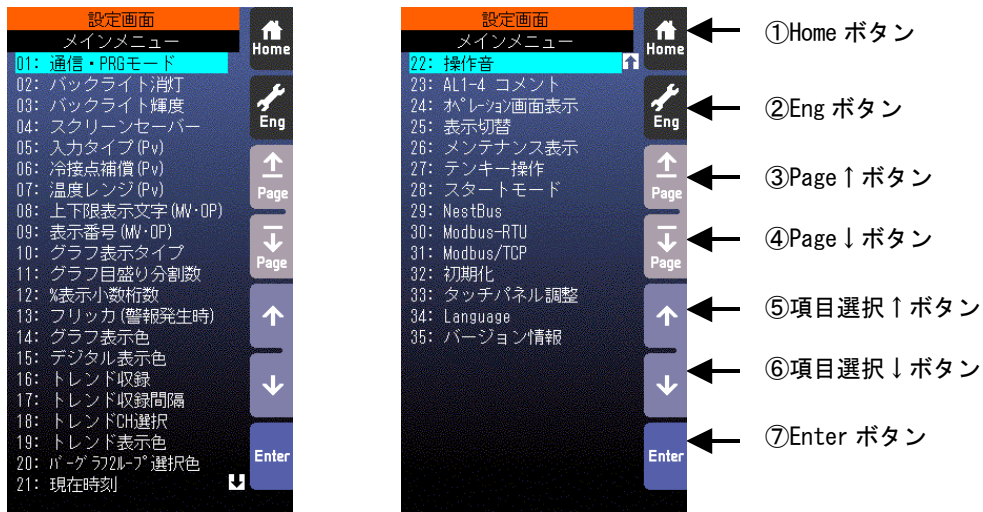 設定画面
メインメニュー
01: 通信・PRGモード
02: バックライト消灯
03: バックライト輝度
04: スクリーンセーバー
05: 入力タイプ(Pv)
06: 冷接点補償(Pv)
07: 温度レンジ(Pv)
08: 上下限表示文字(MV・OP)
09: 表示番号(MV・OP)
10: グラフ表示タイプ
11: グラフ目盛り分割数
12: %表示小数桁数
13: フリッカ(警報発生時)
14: グラフ表示色
15: デジタル表示色
16: トレンド収録
17: トレンド収録間隔
18: トレンドCH選択
19: トレンド表示色
20: バーグラフ2ループ選択色
21: 現在時刻
Home
Eng
Page
Page
Enter
設定画面
メインメニュー
22: 操作音
23: AL1-4 コメント
24: オペレーション画面表示
25: 表示切替
26: メンテナンス表示
27: テンキー操作
28: スタートモード
29: NestBus
30: Modbus-RTU
31: Modbus/TCP
32: 初期化
33: タッチパネル調整
34: Language
35: バージョン情報
Home
Eng
Page
Page
Enter
①Home ボタン
②Eng ボタン
③Page↑ボタン
④Page↓ボタン
⑤項目選択↑ボタン
⑥項目選択↓ボタン
⑦Enter ボタン